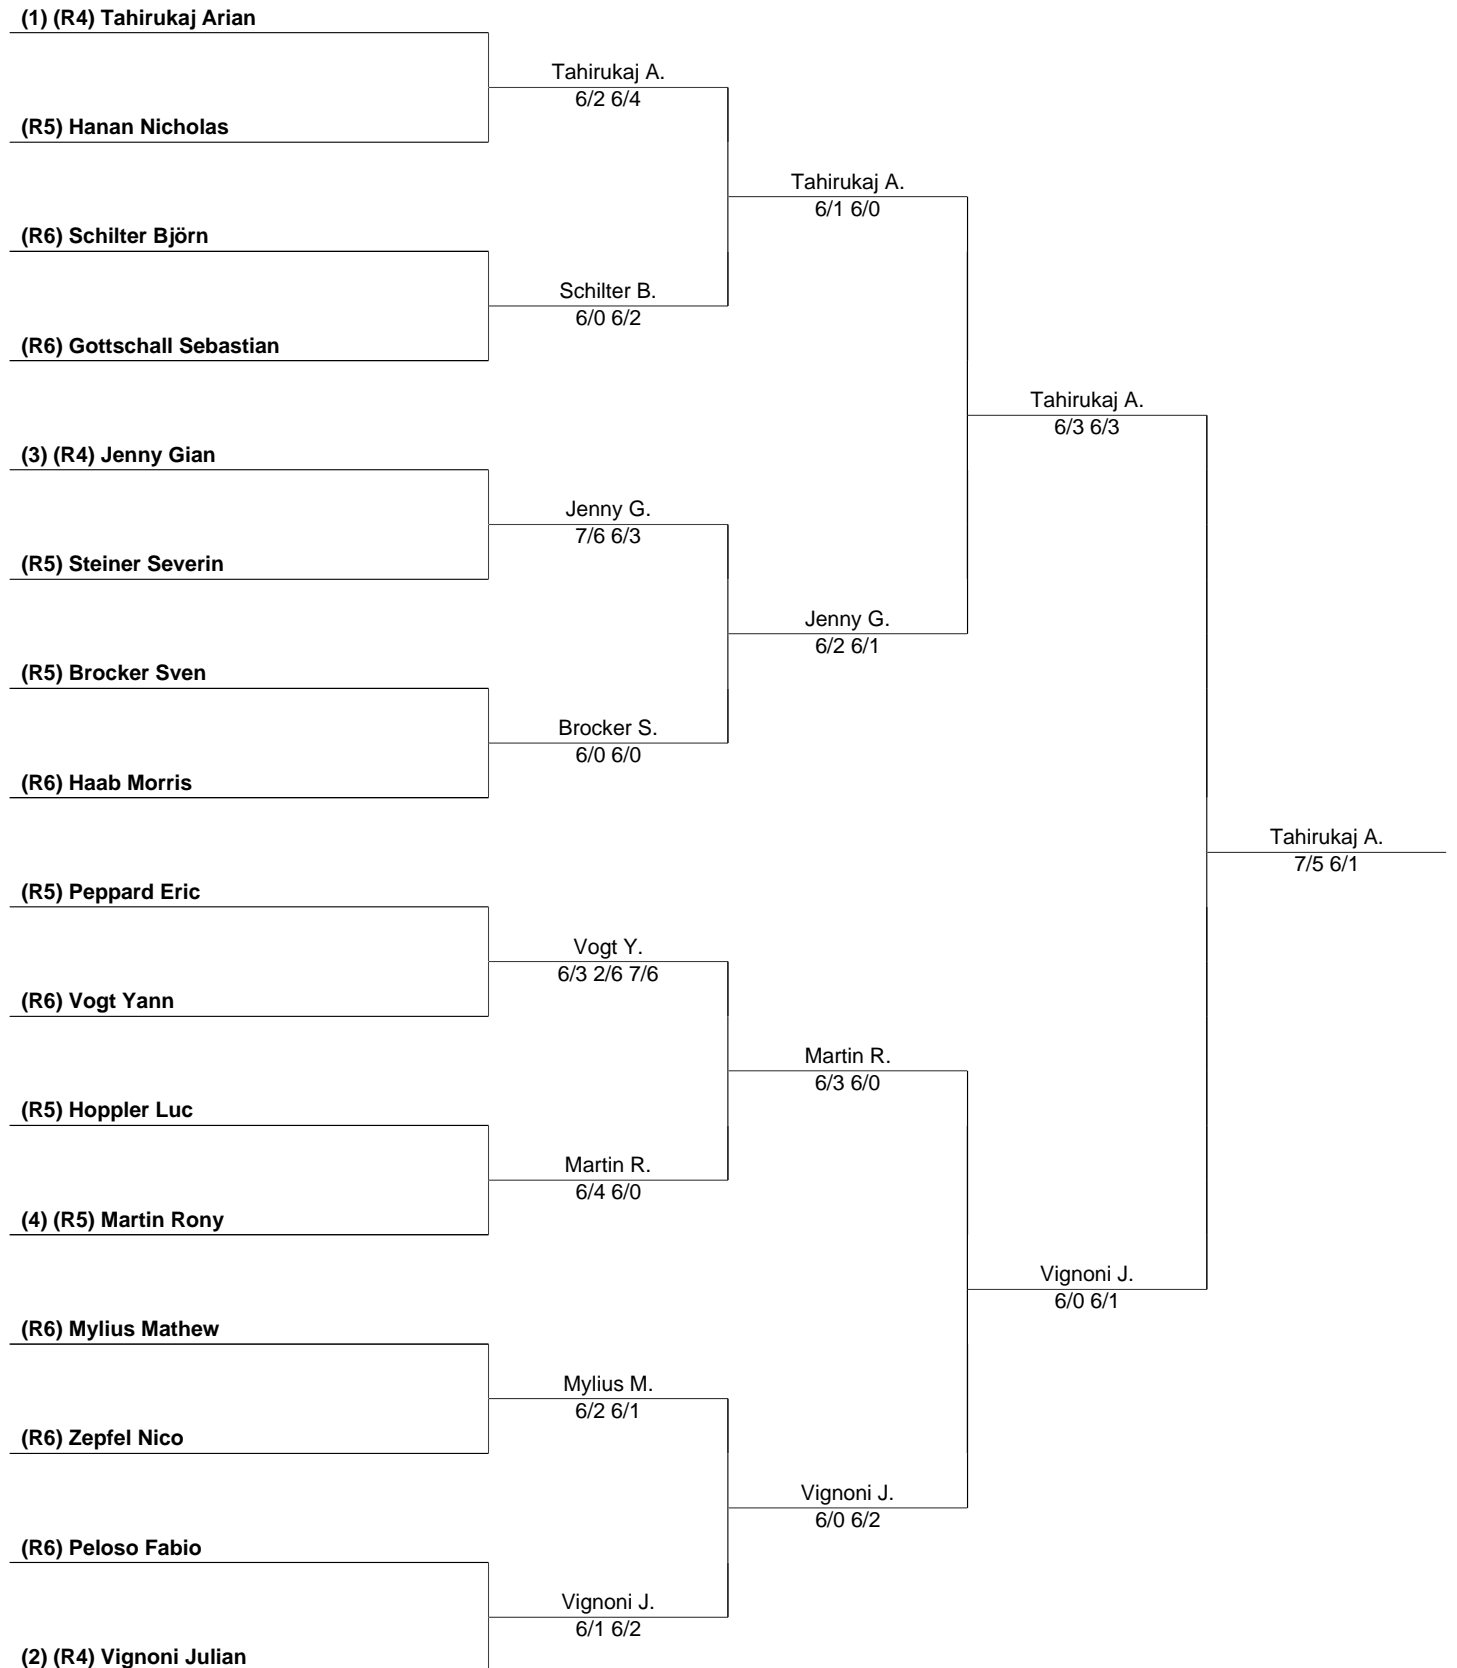 (1) (R4) Tahirukaj Arian
Tahirukaj A.
6/2 6/4
(R5) Hanan Nicholas
Tahirukaj A.
6/1 6/0
(R6) Schilter Björn
Schilter B.
6/0 6/2
(R6) Gottschall Sebastian
Tahirukaj A.
6/3 6/3
(3) (R4) Jenny Gian
Jenny G.
7/6 6/3
(R5) Steiner Severin
Jenny G.
6/2 6/1
(R5) Brocker Sven
Brocker S.
6/0 6/0
(R6) Haab Morris
Tahirukaj A.
7/5 6/1
(R5) Peppard Eric
Vogt Y.
6/3 2/6 7/6
(R6) Vogt Yann
Martin R.
6/3 6/0
(R5) Hoppler Luc
Martin R.
6/4 6/0
(4) (R5) Martin Rony
Vignoni J.
6/0 6/1
(R6) Mylius Mathew
Mylius M.
6/2 6/1
(R6) Zepfel Nico
Vignoni J.
6/0 6/2
(R6) Peloso Fabio
Vignoni J.
6/1 6/2
(2) (R4) Vignoni Julian